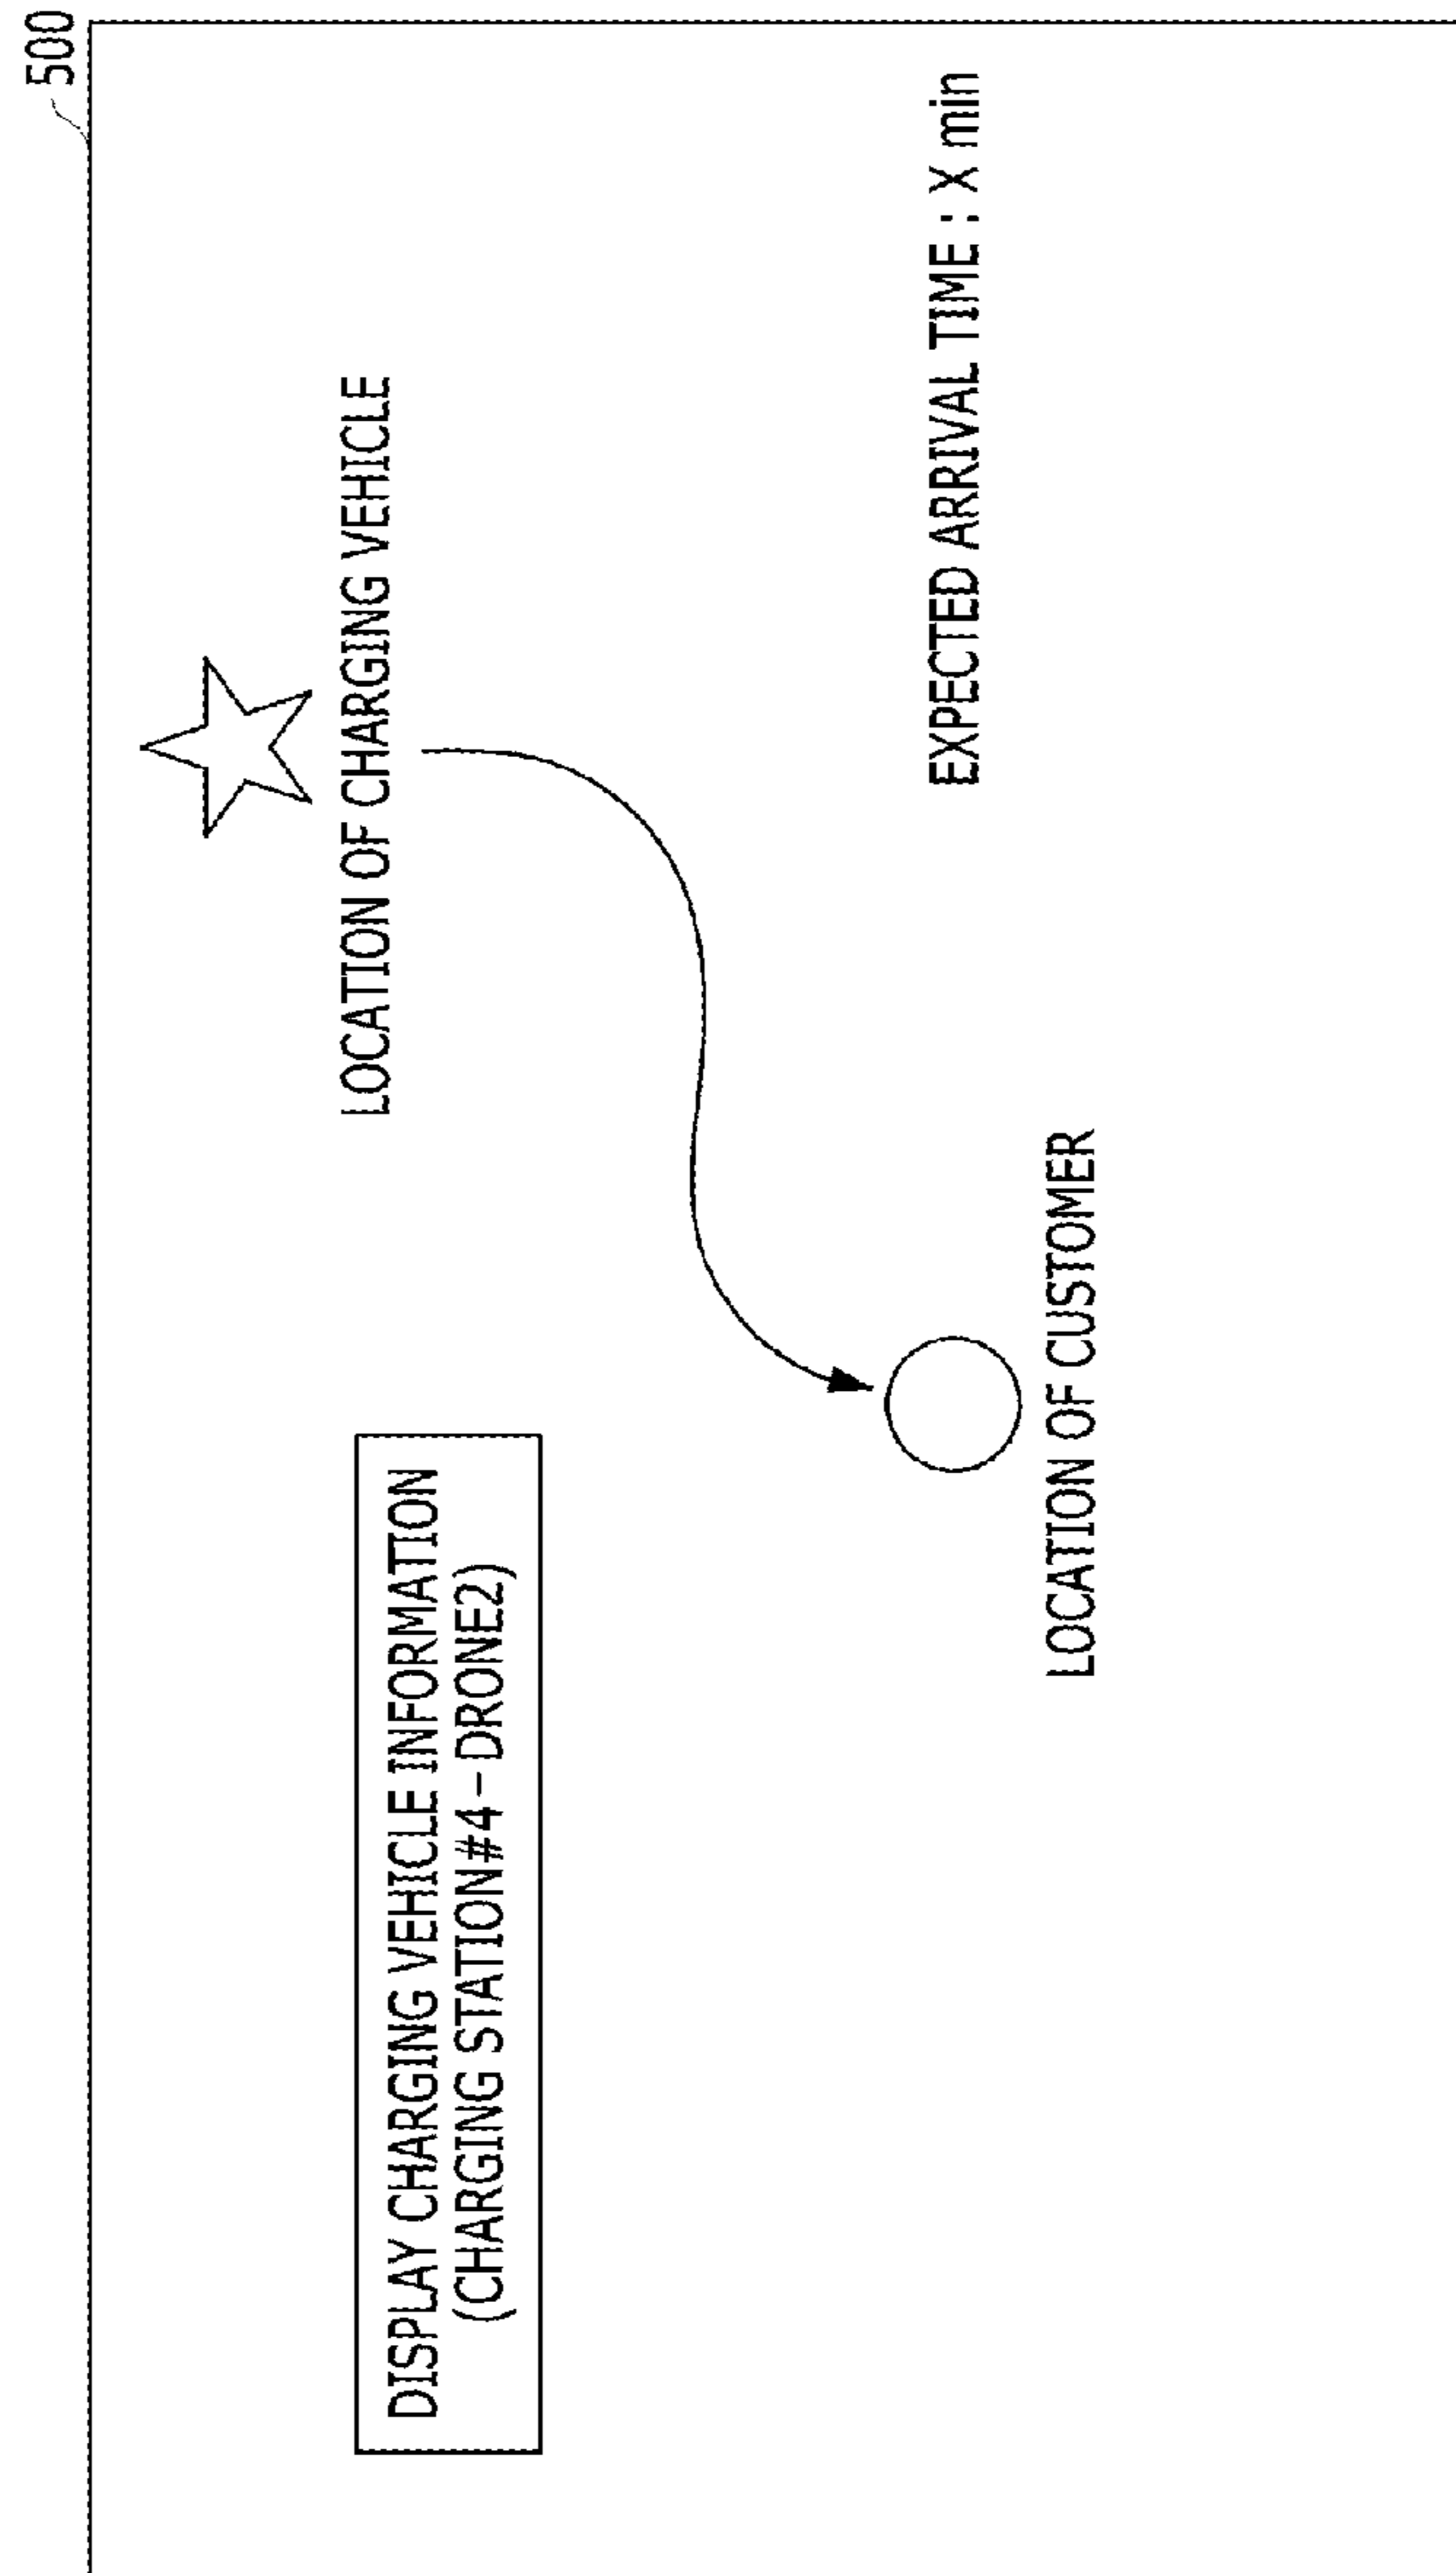 500
LOCATION OF CHARGING VEHICLE
DISPLAY CHARGING VEHICLE INFORMATION
(CHARGING STATION#4-DRONE2)
EXPECTED ARRIVAL TIME : X min
LOCATION OF CUSTOMER